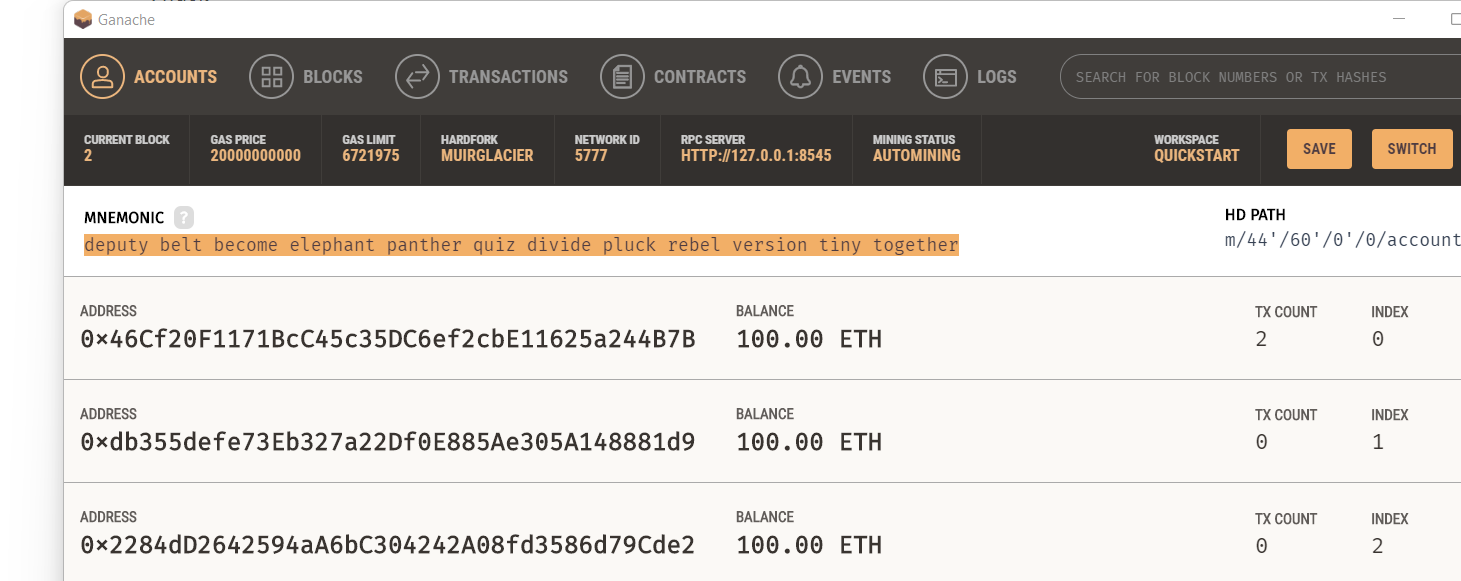 Ganache
ACCOUNTS BLOCKS TRANSACTIONS CONTRACTS EVENTS LOGS SEARCH FOR BLOCK NUMBERS OR TX HASHES
CURRENT BLOCK GAS PRICE GAS LIMIT HARDFORK NETWORK ID RPC SERVER MINING STATUS WORKSPACE
2 20000000000 6721975 MUIRGLACIER 5777 HTTP://127.0.0.1:8545 AUTOMINING QUICKSTART SAVE SWITCH
MNEMONIC ? HD PATH
deputy belt become elephant panther quiz divide pluck rebel version tiny together m/44'/60'/0'/0/account
ADDRESS BALANCE TX COUNT INDEX
0×46Cf20F1171BcC45c35DC6ef2cbE11625a244B7B 100.00 ETH 2 0
ADDRESS BALANCE TX COUNT INDEX
0×db355defe73Eb327a22Df0E885Ae305A148881d9 100.00 ETH 0 1
ADDRESS BALANCE TX COUNT INDEX
0×2284dD2642594aA6bC304242A08fd3586d79Cde2 100.00 ETH 0 2